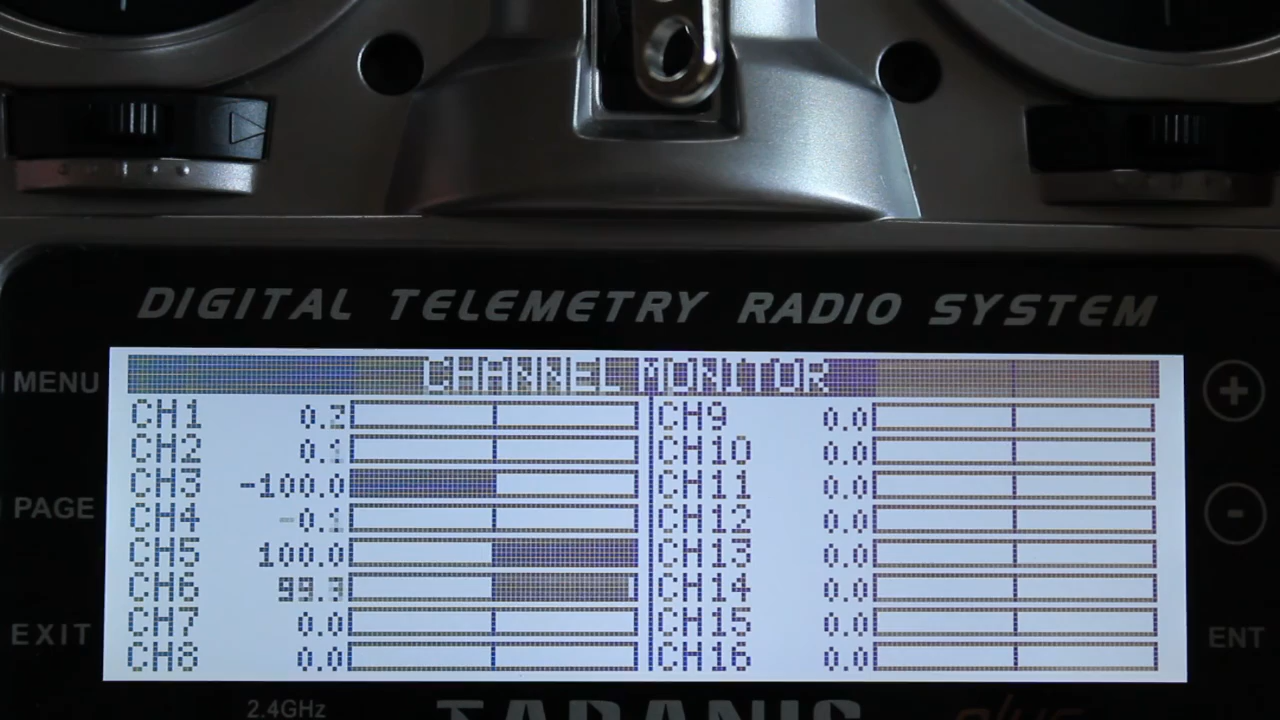 DIGITAL TELEMETRY RADIO SYSTEM
CHANNEL MONITOR
MENU
PAGE
EXIT
CH1 0.2
CH2 0.1
CH3 -100.0
CH4 -0.1
CH5 100.0
CH6
CH7 0.0
CH8 0.0
CH9 0.0
CH10 0.0
CH11 0.0
CH12 0.0
CH13 0.0
CH14 0.0
CH15 0.0
CH16 0.0
+
-
ENT
2.4GHz
TARANIS
plus